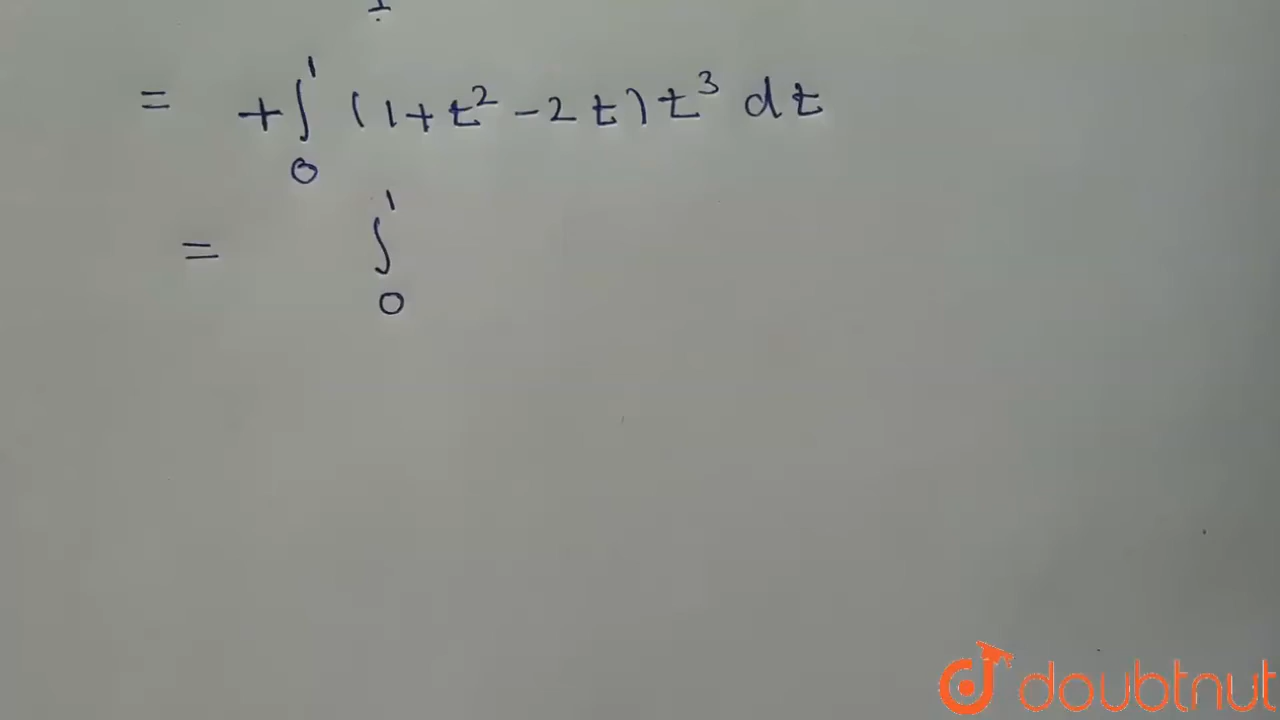 = +∫₀¹ (1+t²-2t)t³ dt
= ∫₀¹
doubtnut